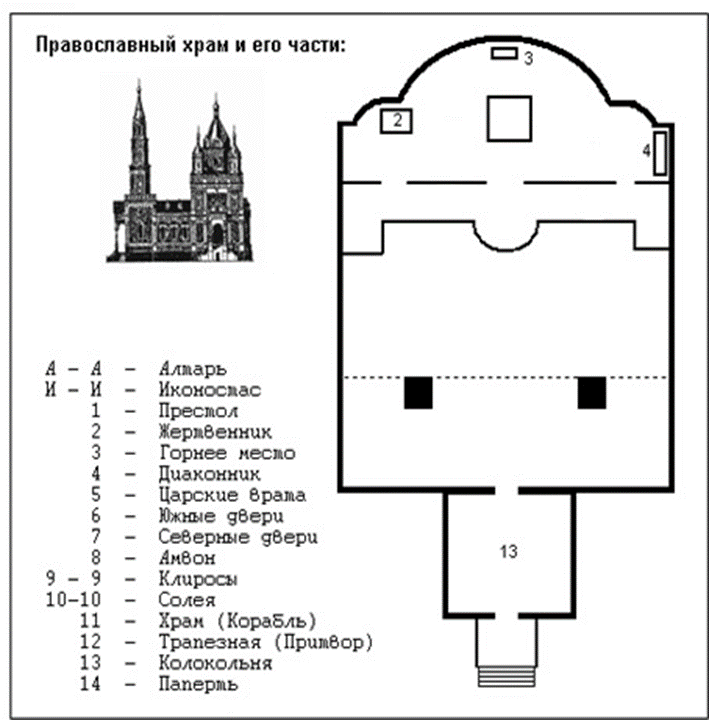 Православный храм и его части:
3
2
4
А – А – Алтарь
И – И – Иконостас
1 – Престол
2 – Жертвенник
3 – Горнее место
4 – Диаконник
5 – Царские врата
6 – Южные двери
7 – Северные двери
8 – Амвон
9 – 9 – Клиросы
10–10 – Солея
11 – Храм (Корабль)
12 – Трапезная (Притвор)
13 – Колокольня
14 – Паперть
13